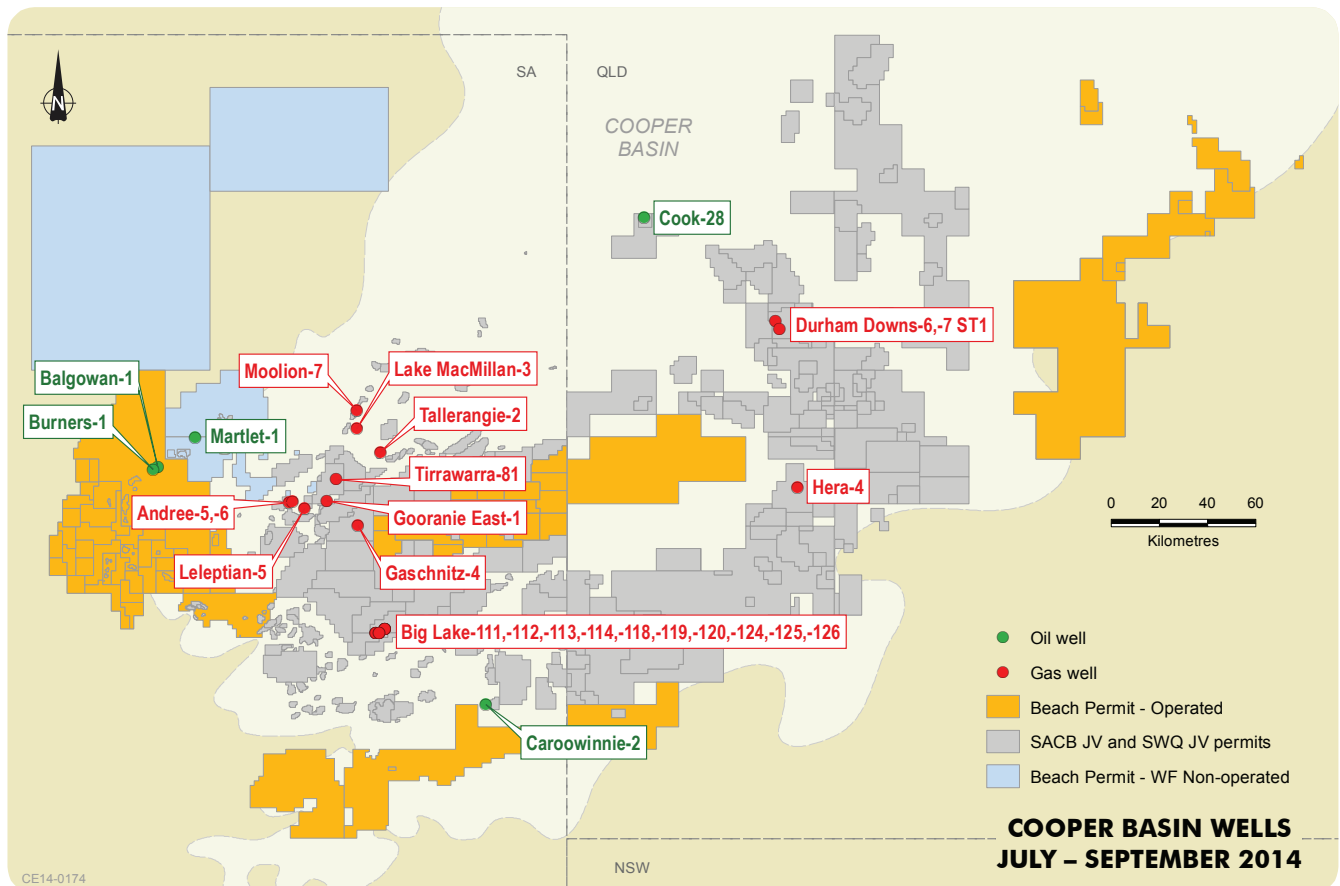 N
SA
QLD
COOPER
BASIN
Cook-28
Durham Downs-6,-7 ST1
Moolion-7
Lake MacMillan-3
Balgowan-1
Tallerangie-2
Burners-1
Martlet-1
Tirrawarra-81
Hera-4
Andree-5,-6
Gooranie East-1
0 20 40 60
Kilometres
Leleptian-5
Gaschnitz-4
Big Lake-111,-112,-113,-114,-118,-119,-120,-124,-125,-126
Caroowinnie-2
Oil well
Gas well
Beach Permit - Operated
SACB JV and SWQ JV permits
Beach Permit - WF Non-operated
COOPER BASIN WELLS
JULY – SEPTEMBER 2014
NSW
CE14-0174